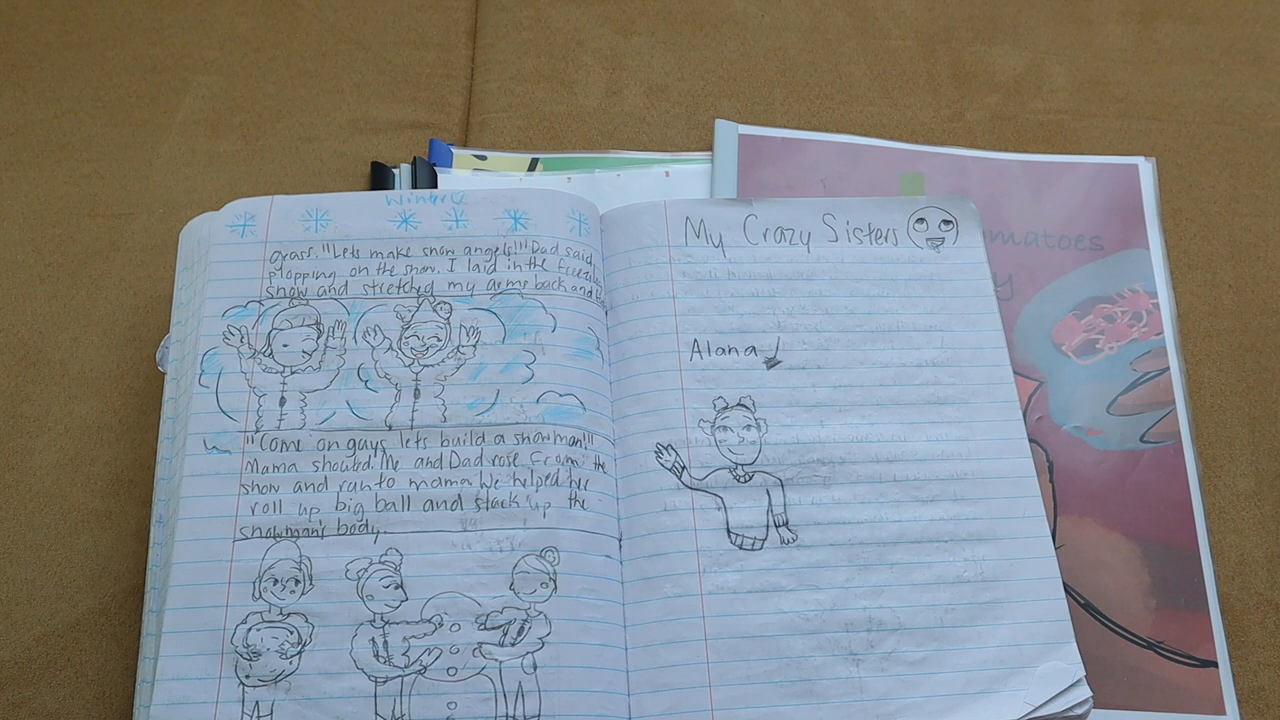 Winter
grass. "Lets make snow angels!" Dad said,
plopping on the snow. I laid in the freezing
snow and stretched my arms back and
"Come on guys lets build a snowman!!"
Mama shouted. Me and Dad rose from the
snow and run to mama. We helped her
roll up big ball and stack up the
snowman's body.
My Crazy Sisters
Alana
matoes
y